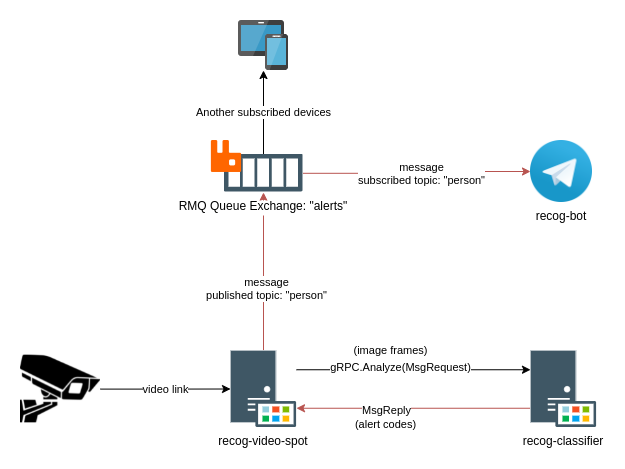 Another subscribed devices
message
subscribed topic: "person"
RMQ Queue Exchange: "alerts"
recog-bot
message
published topic: "person"
(image frames)
gRPC.Analyze(MsgRequest)
video link
MsgReply
(alert codes)
recog-video-spot
recog-classifier